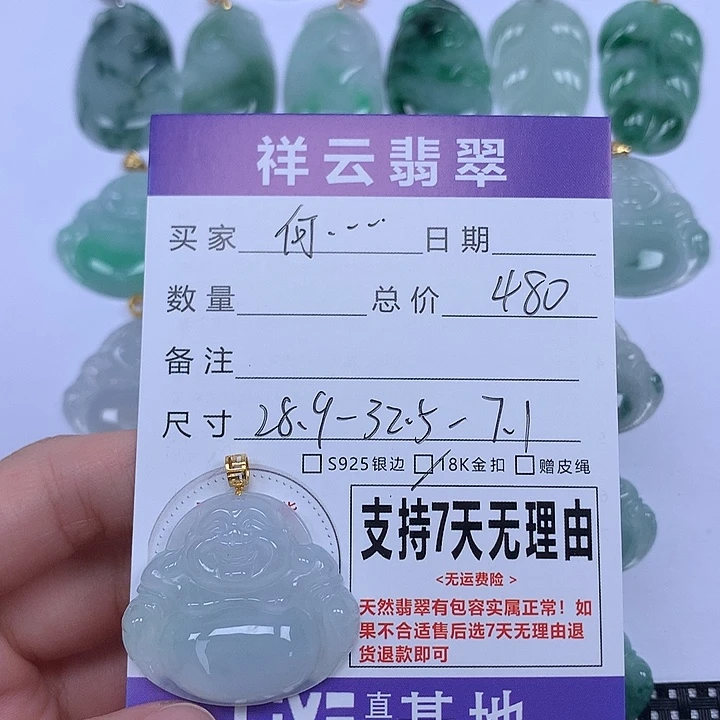 祥云翡翠
买家 何... 日期
数量 总价 480
备注
尺寸 28.9-32.5-7.1
S925银边 18K金扣 赠皮绳
支持7天无理由
<无运费险>
天然翡翠有包容实属正常！如
果不合适售后选7天无理由退
货退款即可
真 基地